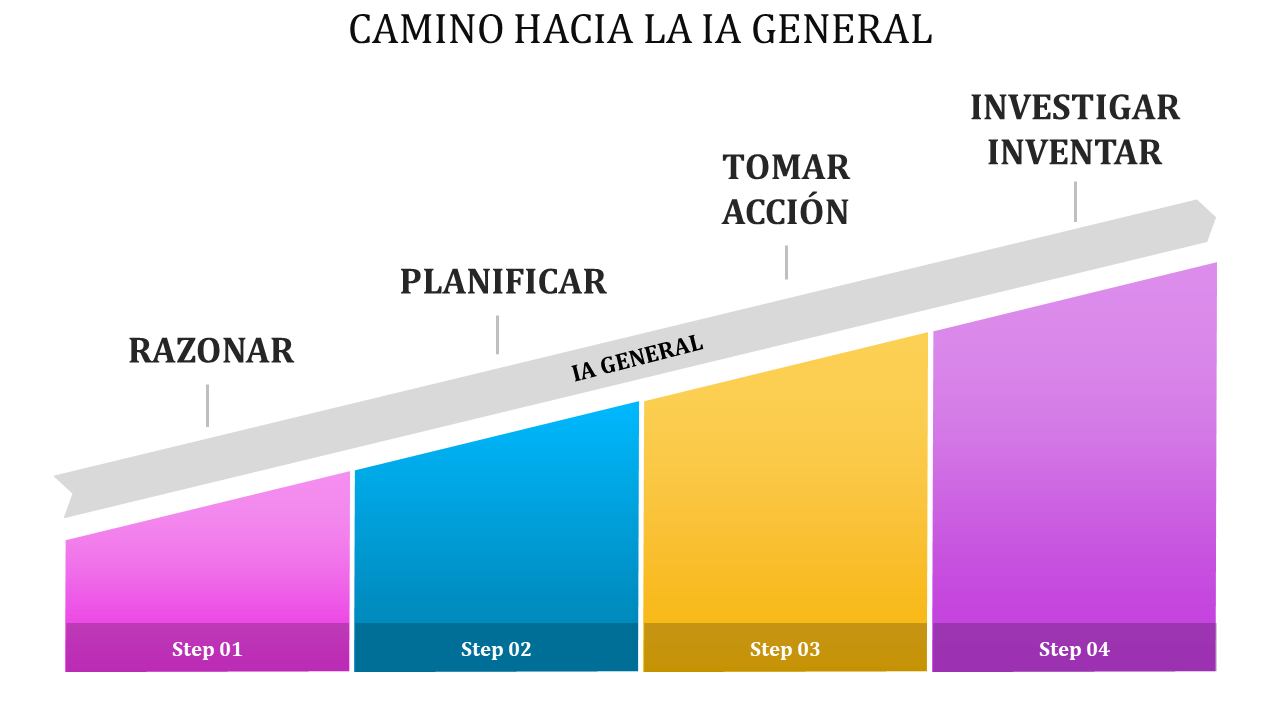 CAMINO HACIA LA IA GENERAL
INVESTIGAR
INVENTAR
TOMAR
ACCIÓN
PLANIFICAR
RAZONAR
IA GENERAL
Step 01
Step 02
Step 03
Step 04